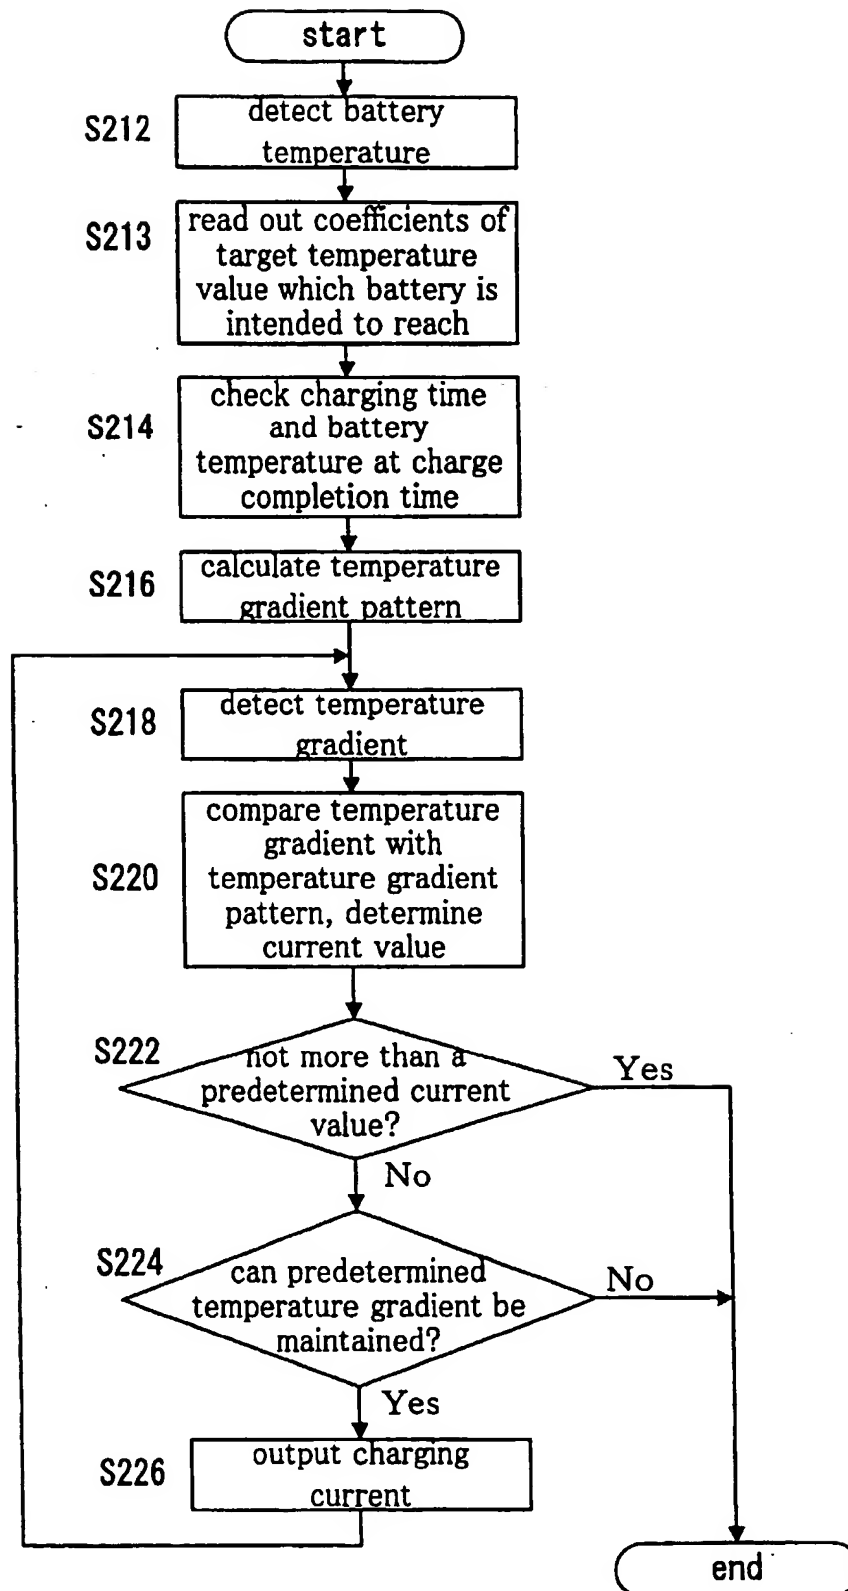 start
S212
detect battery
temperature
S213
read out coefficients of
target temperature
value which battery is
intended to reach
S214
check charging time
and battery
temperature at charge
completion time
S216
calculate temperature
gradient pattern
S218
detect temperature
gradient
S220
compare temperature
gradient with
temperature gradient
pattern, determine
current value
S222
not more than a
predetermined current
value?
Yes
No
S224
can predetermined
temperature gradient be
maintained?
No
Yes
S226
output charging
current
end